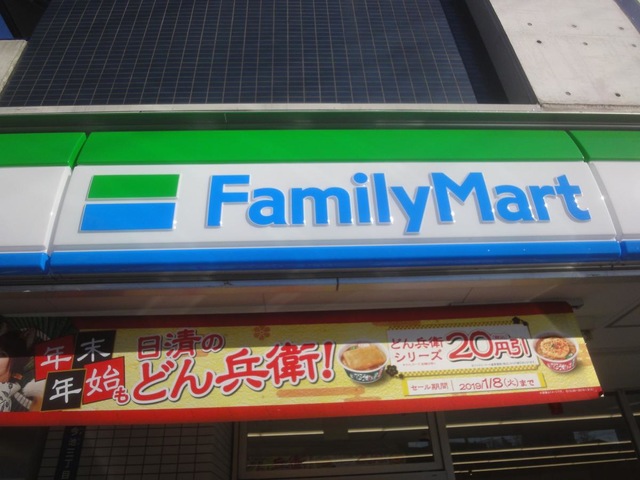 FamilyMart
年末
年始も
日清の
どん兵衛!
どん兵衛
シリーズ
20円引
セール期間
2019/1/8(火)まで